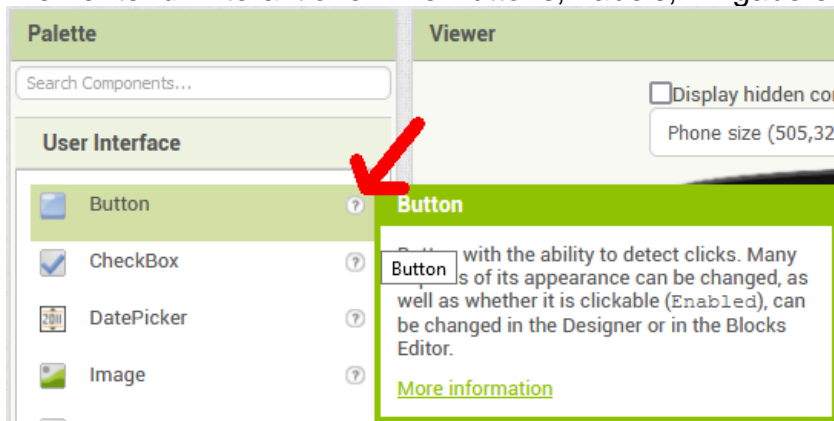 Palette
Viewer
Search Components...
Display hidden co
Phone size (505,32
User Interface
Button
?
CheckBox
?
DatePicker
?
Image
?
Button
with the ability to detect clicks. Many
Button
s of its appearance can be changed, as
well as whether it is clickable (Enabled), can
be changed in the Designer or in the Blocks
Editor.
More information